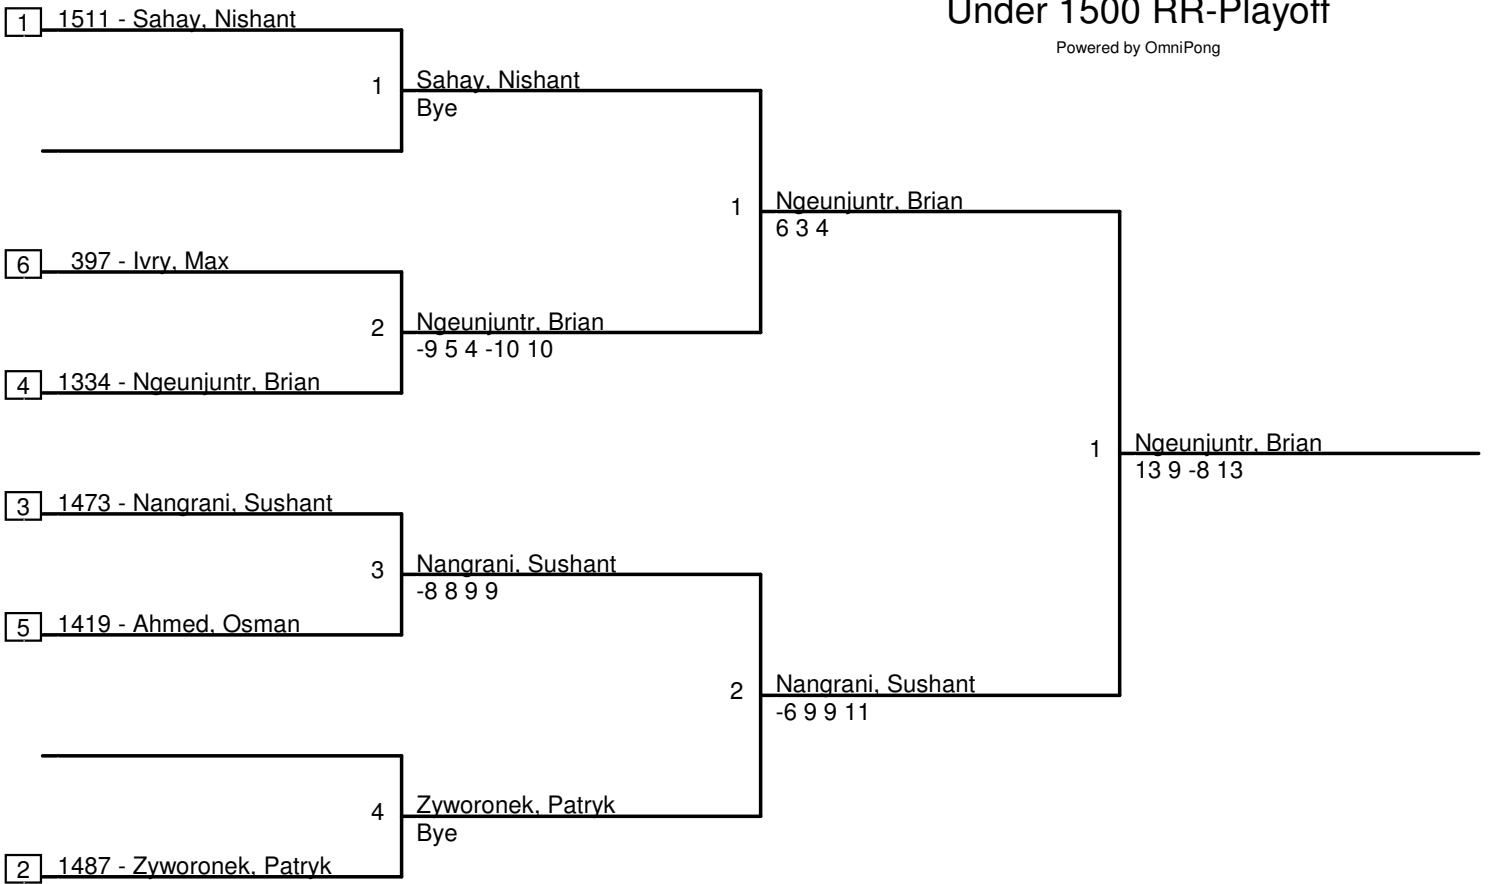 Under 1500 RR-Playoff
Powered by OmniPong
1 1511 - Sahay, Nishant
1 Sahay, Nishant
Bye
1 Ngeunjuntr, Brian
6 3 4
6 397 - Ivry, Max
2 Ngeunjuntr, Brian
-9 5 4 -10 10
4 1334 - Ngeunjuntr, Brian
1 Ngeunjuntr, Brian
13 9 -8 13
3 1473 - Nangrani, Sushant
3 Nangrani, Sushant
-8 8 9 9
5 1419 - Ahmed, Osman
2 Nangrani, Sushant
-6 9 9 11
4 Zyworonek, Patryk
Bye
2 1487 - Zyworonek, Patryk